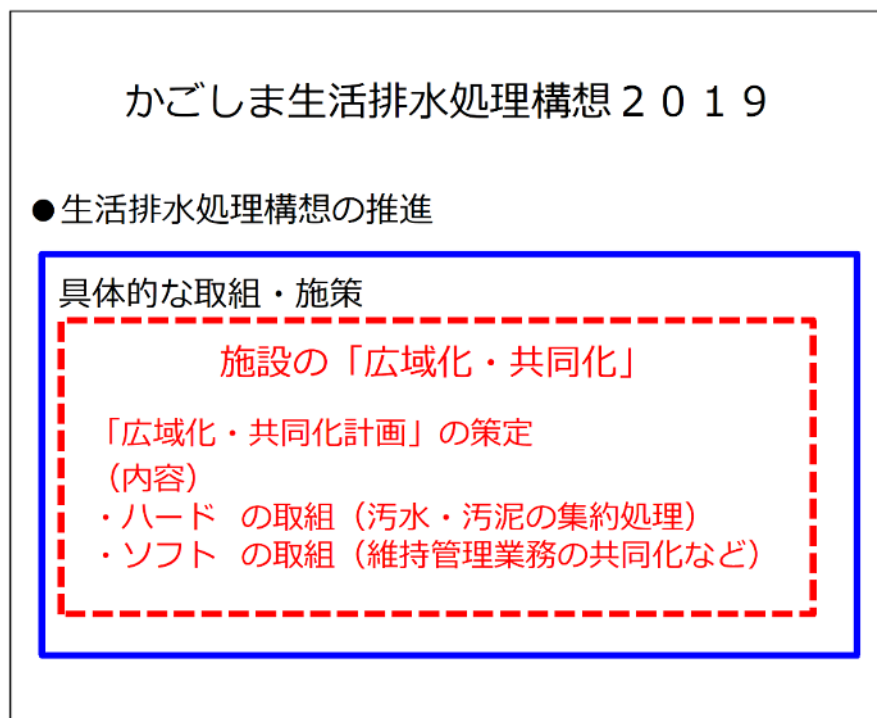 かごしま生活排水処理構想２０１９
●生活排水処理構想の推進
具体的な取組・施策
施設の「広域化・共同化」
「広域化・共同化計画」の策定
（内容）
・ハード の取組（汚水・汚泥の集約処理）
・ソフト の取組（維持管理業務の共同化など）